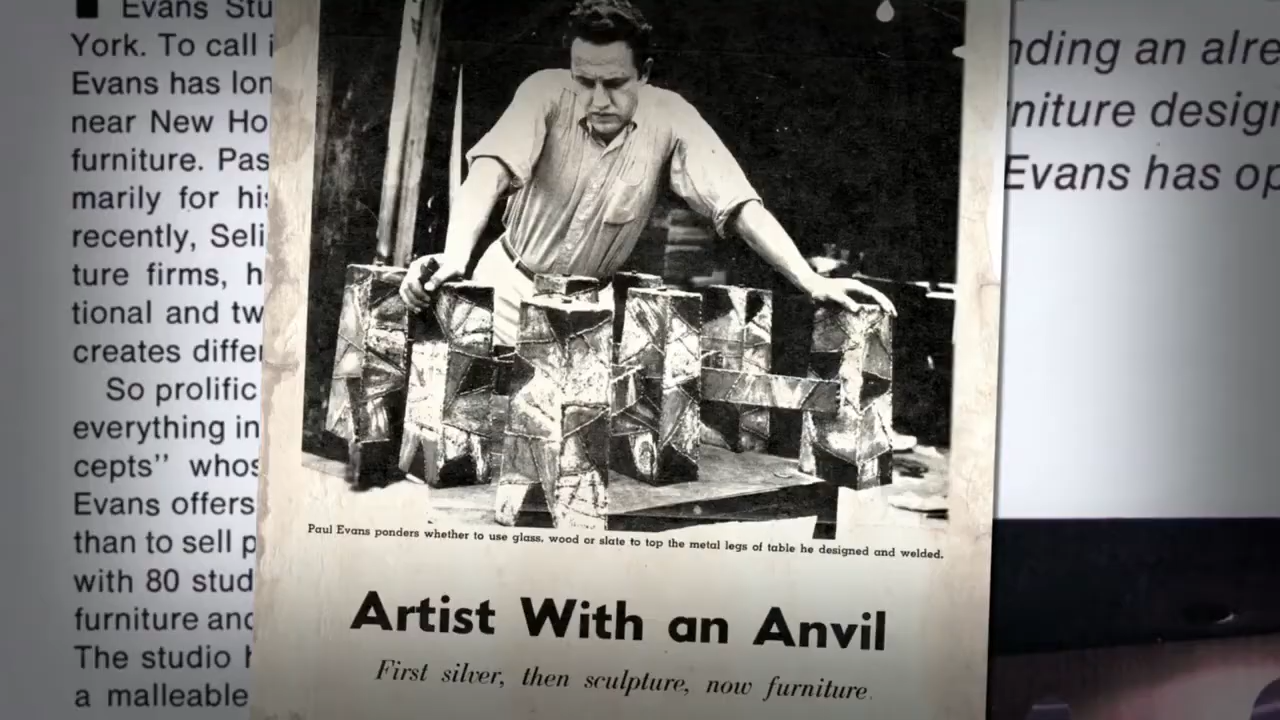 Evans Stu
York. To call i
Evans has lon
near New Ho
furniture. Pas
marily for his
recently, Seli
ture firms, h
tional and tw
creates differ
So prolific
everything in
cepts" whos
Evans offers
than to sell p
with 80 stud
furniture and
The studio h
a malleable
Paul Evans ponders whether to use glass, wood or slate to top the metal legs of table he designed and welded.
Artist With an Anvil
First silver, then sculpture, now furniture.
nding an alre
niture design
Evans has op